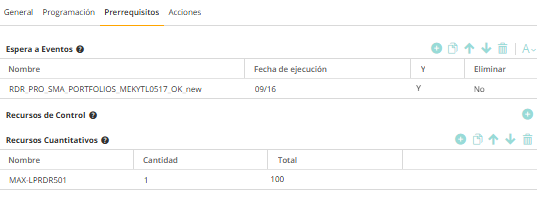 General Programación Prerrequisitos Acciones
Espera a Eventos
A
Nombre Fecha de ejecución Y Eliminar
RDR_PRO_SMA_PORTFOLIOS_MEKYTL0517_OK_new 09/16 Y No
Recursos de Control
Recursos Cuantitativos
Nombre Cantidad Total
MAX-LPRDR501 1 100